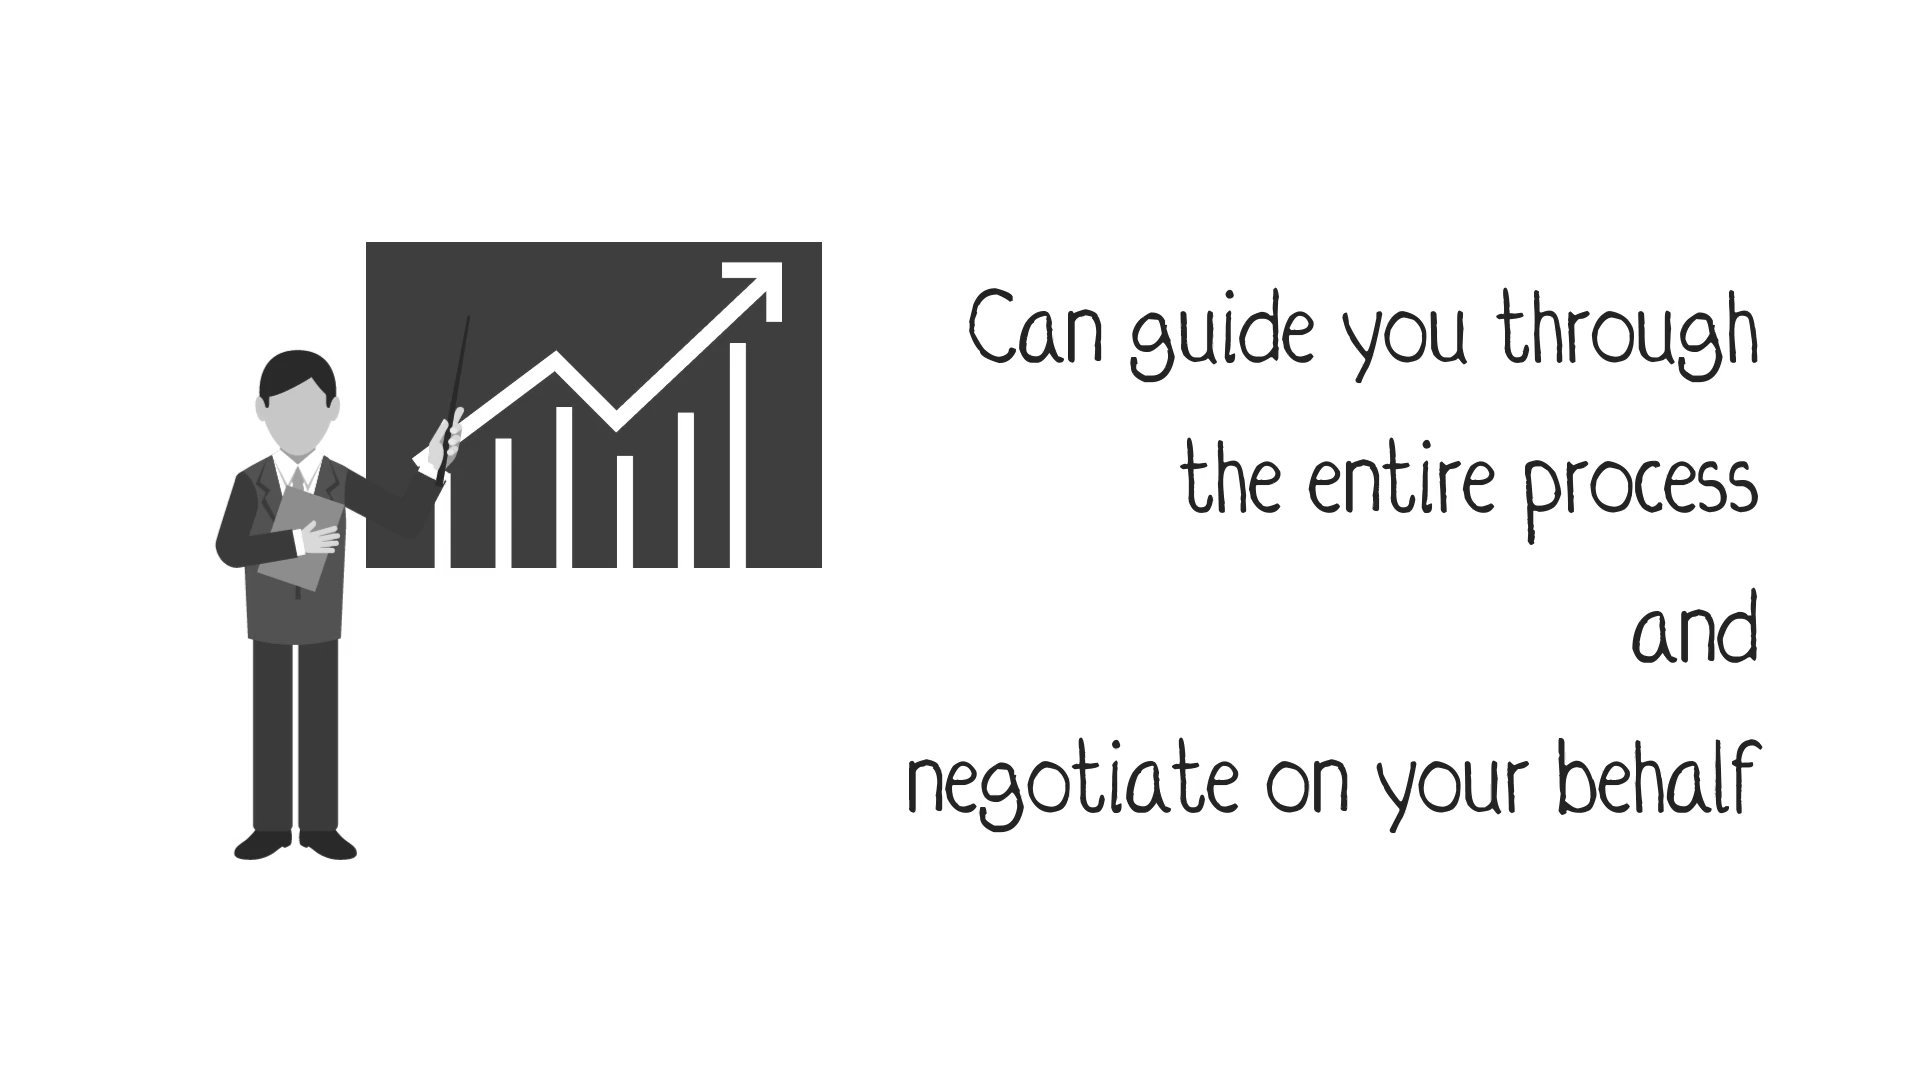 Can guide you through
the entire process
and
negotiate on your behalf